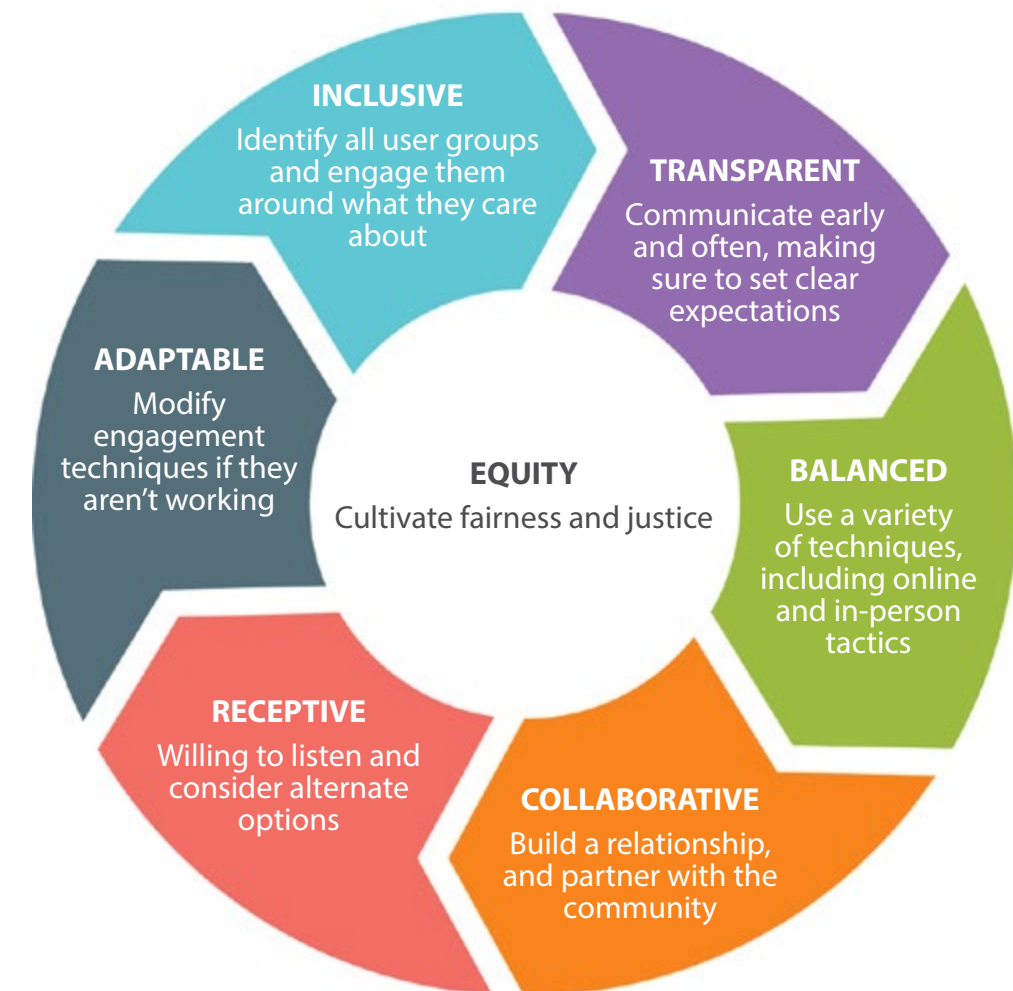 INCLUSIVE
Identify all user groups
and engage them
around what they care
about
TRANSPARENT
Communicate early
and often, making
sure to set clear
expectations
BALANCED
Use a variety
of techniques,
including online
and in-person
tactics
COLLABORATIVE
Build a relationship,
and partner with the
community
RECEPTIVE
Willing to listen and
consider alternate
options
ADAPTABLE
Modify
engagement
techniques if they
aren’t working
EQUITY
Cultivate fairness and justice